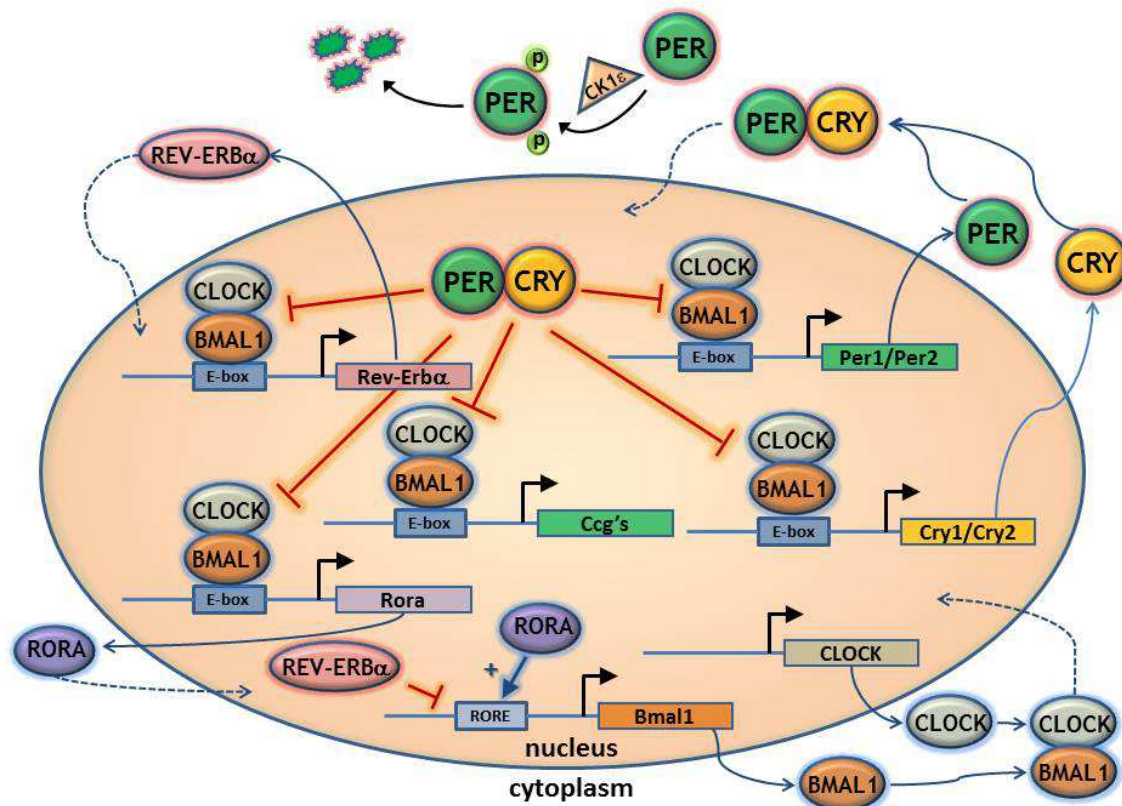 PER
p
CK1ε
PER
p
PER CRY
REV-ERBα
PER
CRY
PER CRY
CLOCK
BMAL1
E-box
Rev-Erbα
CLOCK
BMAL1
E-box
Per1/Per2
CLOCK
BMAL1
E-box
Ccg's
CLOCK
BMAL1
E-box
Cry1/Cry2
CLOCK
BMAL1
E-box
Rora
RORA
RORA
REV-ERBα
+
RORE
Bmal1
CLOCK
CLOCK
CLOCK
BMAL1
BMAL1
nucleus
cytoplasm